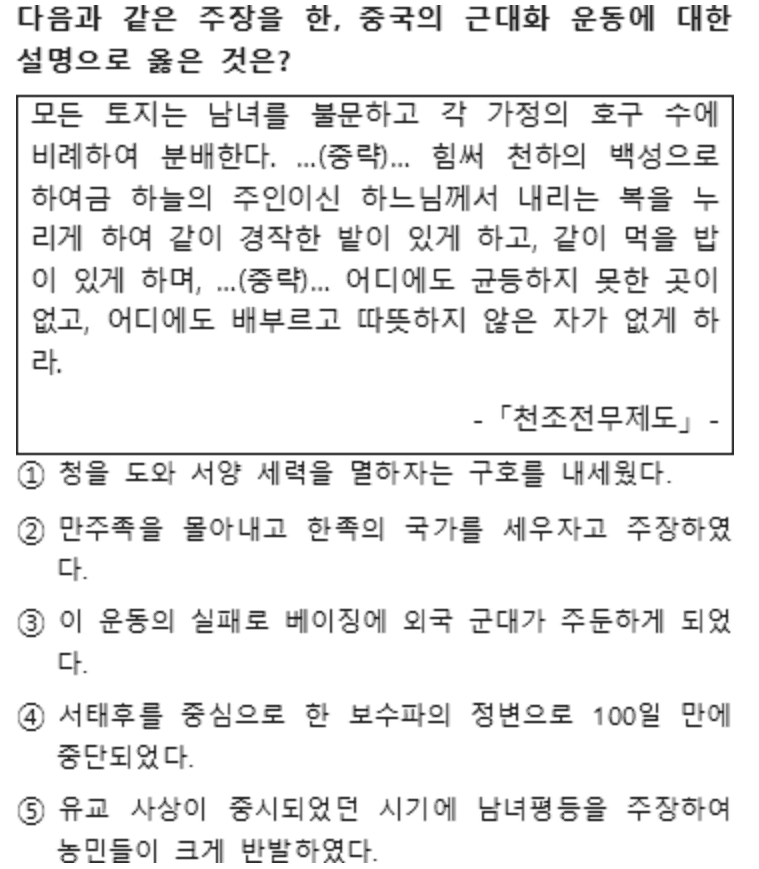 다음과 같은 주장을 한, 중국의 근대화 운동에 대한
설명으로 옳은 것은?
모든 토지는 남녀를 불문하고 각 가정의 호구 수에
비례하여 분배한다. ...(중략)... 힘써 천하의 백성으로
하여금 하늘의 주인이신 하느님께서 내리는 복을 누
리게 하여 같이 경작한 밭이 있게 하고, 같이 먹을 밥
이 있게 하며, ...(중략)... 어디에도 균등하지 못한 곳이
없고, 어디에도 배부르고 따뜻하지 않은 자가 없게 하
라.
-「천조전무제도」-
① 청을 도와 서양 세력을 멸하자는 구호를 내세웠다.
② 만주족을 몰아내고 한족의 국가를 세우자고 주장하였
다.
③ 이 운동의 실패로 베이징에 외국 군대가 주둔하게 되었
다.
④ 서태후를 중심으로 한 보수파의 정변으로 100일 만에
중단되었다.
⑤ 유교 사상이 중시되었던 시기에 남녀평등을 주장하여
농민들이 크게 반발하였다.